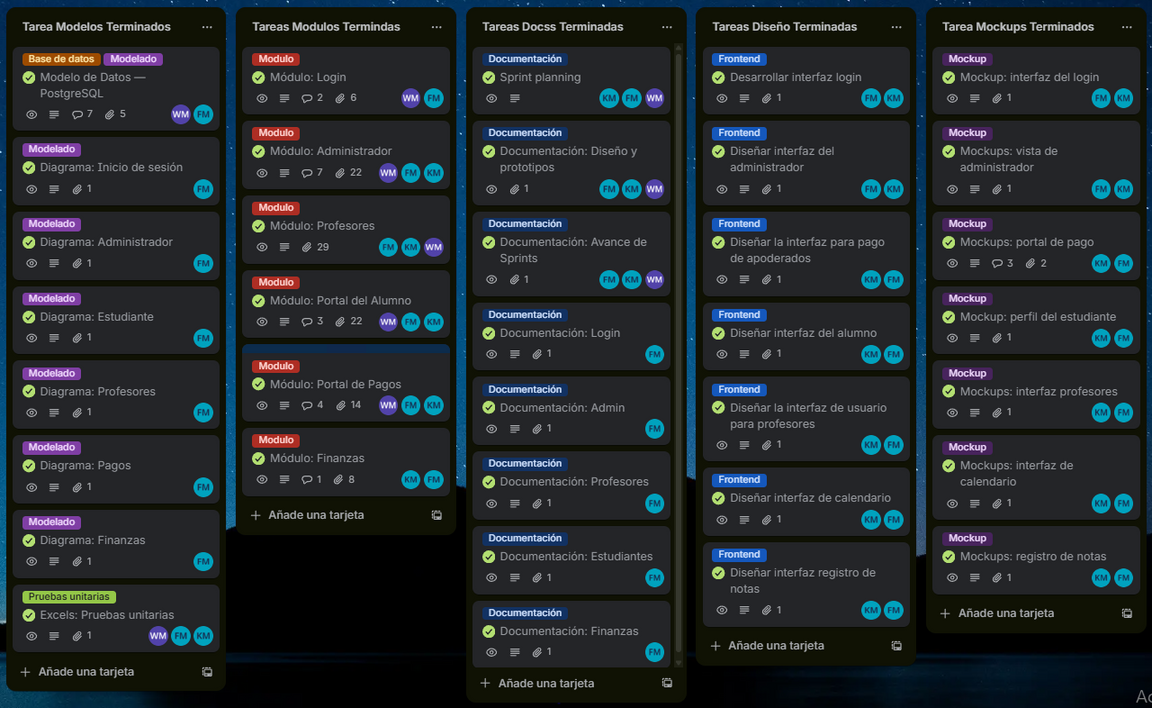 Tarea Modelos Terminados
Base de datos Modelado
Modelo de Datos —
PostgreSQL
7 5 WM FM
Modelado
Diagrama: Inicio de sesión
1 FM
Modelado
Diagrama: Administrador
1 FM
Modelado
Diagrama: Estudiante
1 FM
Modelado
Diagrama: Profesores
1 FM
Modelado
Diagrama: Pagos
1 FM
Modelado
Diagrama: Finanzas
1 FM
Pruebas unitarias
Excels: Pruebas unitarias
1 WM FM KM
Añade una tarjeta
Tareas Modulos Termindas
Modulo
Módulo: Login
2 6 WM FM
Modulo
Módulo: Administrador
7 22 WM FM KM
Modulo
Módulo: Profesores
29 FM KM WM
Modulo
Módulo: Portal del Alumno
3 22 WM FM KM
Modulo
Módulo: Portal de Pagos
4 14 WM FM KM
Modulo
Módulo: Finanzas
1 8 KM FM
Añade una tarjeta
Tareas Docss Terminadas
Documentación
Sprint planning
KM FM WM
Documentación
Documentación: Diseño y
prototipos
1 FM KM WM
Documentación
Documentación: Avance de
Sprints
1 FM KM WM
Documentación
Documentación: Login
1 FM
Documentación
Documentación: Admin
1 FM
Documentación
Documentación: Profesores
1 FM
Documentación
Documentación: Estudiantes
1 FM
Documentación
Documentación: Finanzas
1 FM
Añade una tarjeta
Tareas Diseño Terminadas
Frontend
Desarrollar interfaz login
1 FM KM
Frontend
Diseñar interfaz del
administrador
1 FM KM
Frontend
Diseñar la interfaz para pago
de apoderados
1 KM FM
Frontend
Diseñar interfaz del alumno
1 KM FM
Frontend
Diseñar la interfaz de usuario
para profesores
1 KM FM
Frontend
Diseñar interfaz de calendario
1 KM FM
Frontend
Diseñar interfaz registro de
notas
1 KM FM
Añade una tarjeta
Tarea Mockups Terminados
Mockup
Mockup: interfaz del login
1 FM KM
Mockup
Mockups: vista de
administrador
1 FM KM
Mockup
Mockups: portal de pago
3 2 KM FM
Mockup
Mockup: perfil del estudiante
1 KM FM
Mockup
Mockups: interfaz profesores
1 KM FM
Mockup
Mockups: interfaz de
calendario
1 KM FM
Mockup
Mockups: registro de notas
1 KM FM
Añade una tarjeta